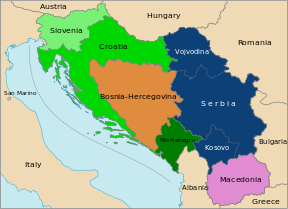 Austria
Hungary
Slovenia
Croatia
Vojvodina
Romania
San Marino
Bosnia-Hercegovina
Serbia
Montenegro
Kosovo
Bulgaria
Italy
Albania
Macedonia
Greece